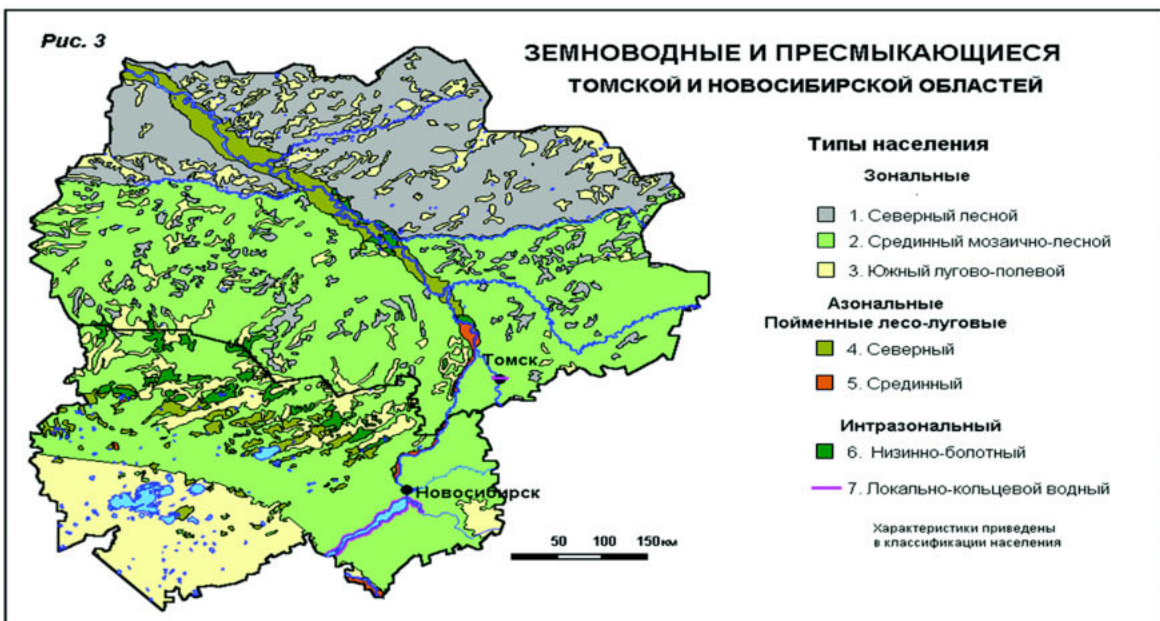 Рис. 3
ЗЕМНОВОДНЫЕ И ПРЕСМЫКАЮЩИЕСЯ
ТОМСКОЙ И НОВОСИБИРСКОЙ ОБЛАСТЕЙ
Типы населения
Зональные
1. Северный лесной
2. Срединный мозаично-лесной
3. Южный лугово-полевой
Азональные
Пойменные лесо-луговые
4. Северный
5. Срединный
Интразональный
6. Низинно-болотный
7. Локально-кольцевой водный
Характеристики приведены
в классификации населения
Томск
Новосибирск
50 100 150км